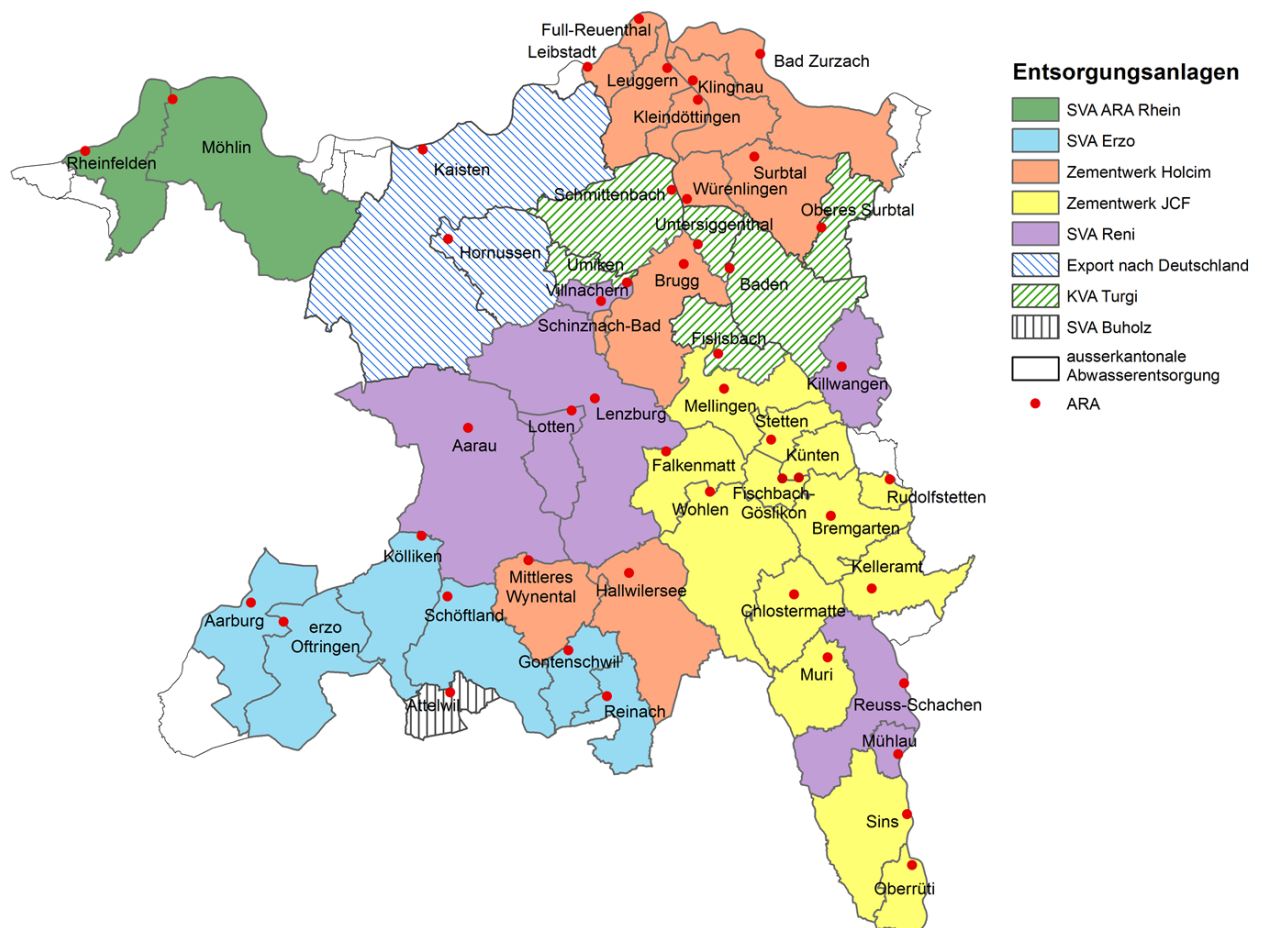 Full-Reuenthal
Leibstadt
Bad Zurzach
Leuggern
Klingnau
Kleindöttingen
Rheinfelden
Möhlin
Kaisten
Surbtal
Würenlingen
Schmittenbach
Oberes Surbtal
Untersiggenthal
Hornussen
Umiken
Brugg
Baden
Villnachern
Schinznach-Bad
Fislisbach
Killwangen
Mellingen
Lenzburg
Lotten
Stetten
Aarau
Künten
Falkenmatt
Fischbach-
Göslikon
Rudolfstetten
Wohlen
Bremgarten
Kölliken
Kelleramt
Mittleres
Wynental
Hallwilersee
Chlostermatte
Schöftland
Aarburg
erzo
Oftringen
Gontenschwil
Muri
Attelwil
Reinach
Reuss-Schachen
Mühlau
Sins
Oberrüti
Entsorgungsanlagen
SVA ARA Rhein
SVA Erzo
Zementwerk Holcim
Zementwerk JCF
SVA Reni
Export nach Deutschland
KVA Turgi
SVA Buholz
ausserkantonale
Abwasserentsorgung
ARA